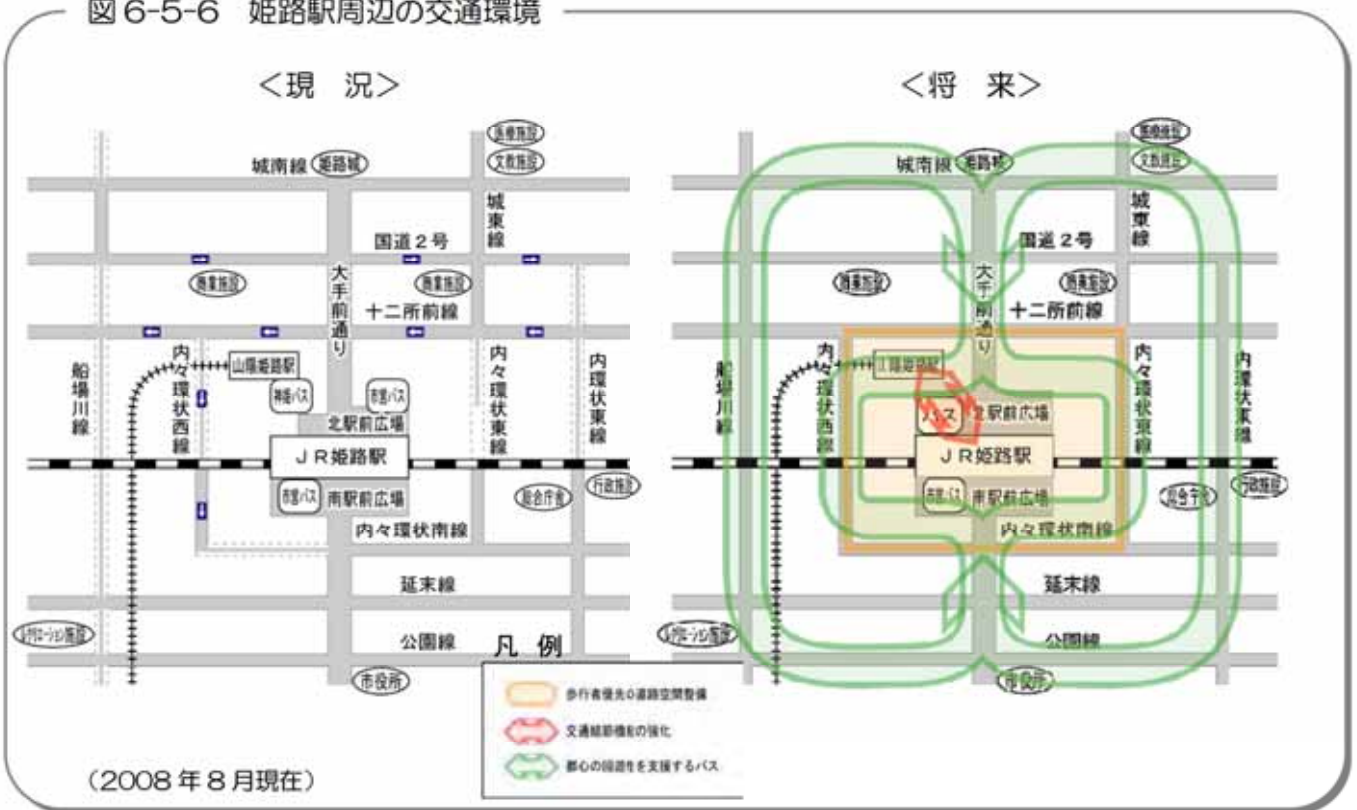 図 6-5-6 姫路駅周辺の交通環境
＜現 況＞
城南線
姫路城
医療施設
文教施設
城東線
国道２号
商業施設
大手前通り
商業施設
十二所前線
船場川線
内々環状西線
山陽姫路駅
神姫バス
市営バス
北駅前広場
内々環状東線
内環状東線
ＪＲ姫路駅
市営バス
南駅前広場
総合庁舎
行政施設
内々環状南線
延末線
レクリエーション施設
公園線
市役所
（2008 年 8 月現在）
＜将 来＞
城南線
姫路城
医療施設
文教施設
城東線
国道２号
商業施設
大手前通り
商業施設
十二所前線
船場川線
内々環状西線
山陽姫路駅
バス
北駅前広場
内々環状東線
内環状東線
ＪＲ姫路駅
市営バス
南駅前広場
総合庁舎
行政施設
内々環状南線
延末線
レクリエーション施設
公園線
市役所
凡 例
歩行者優先の道路空間整備
交通結節機能の強化
都心の回遊性を支援するバス